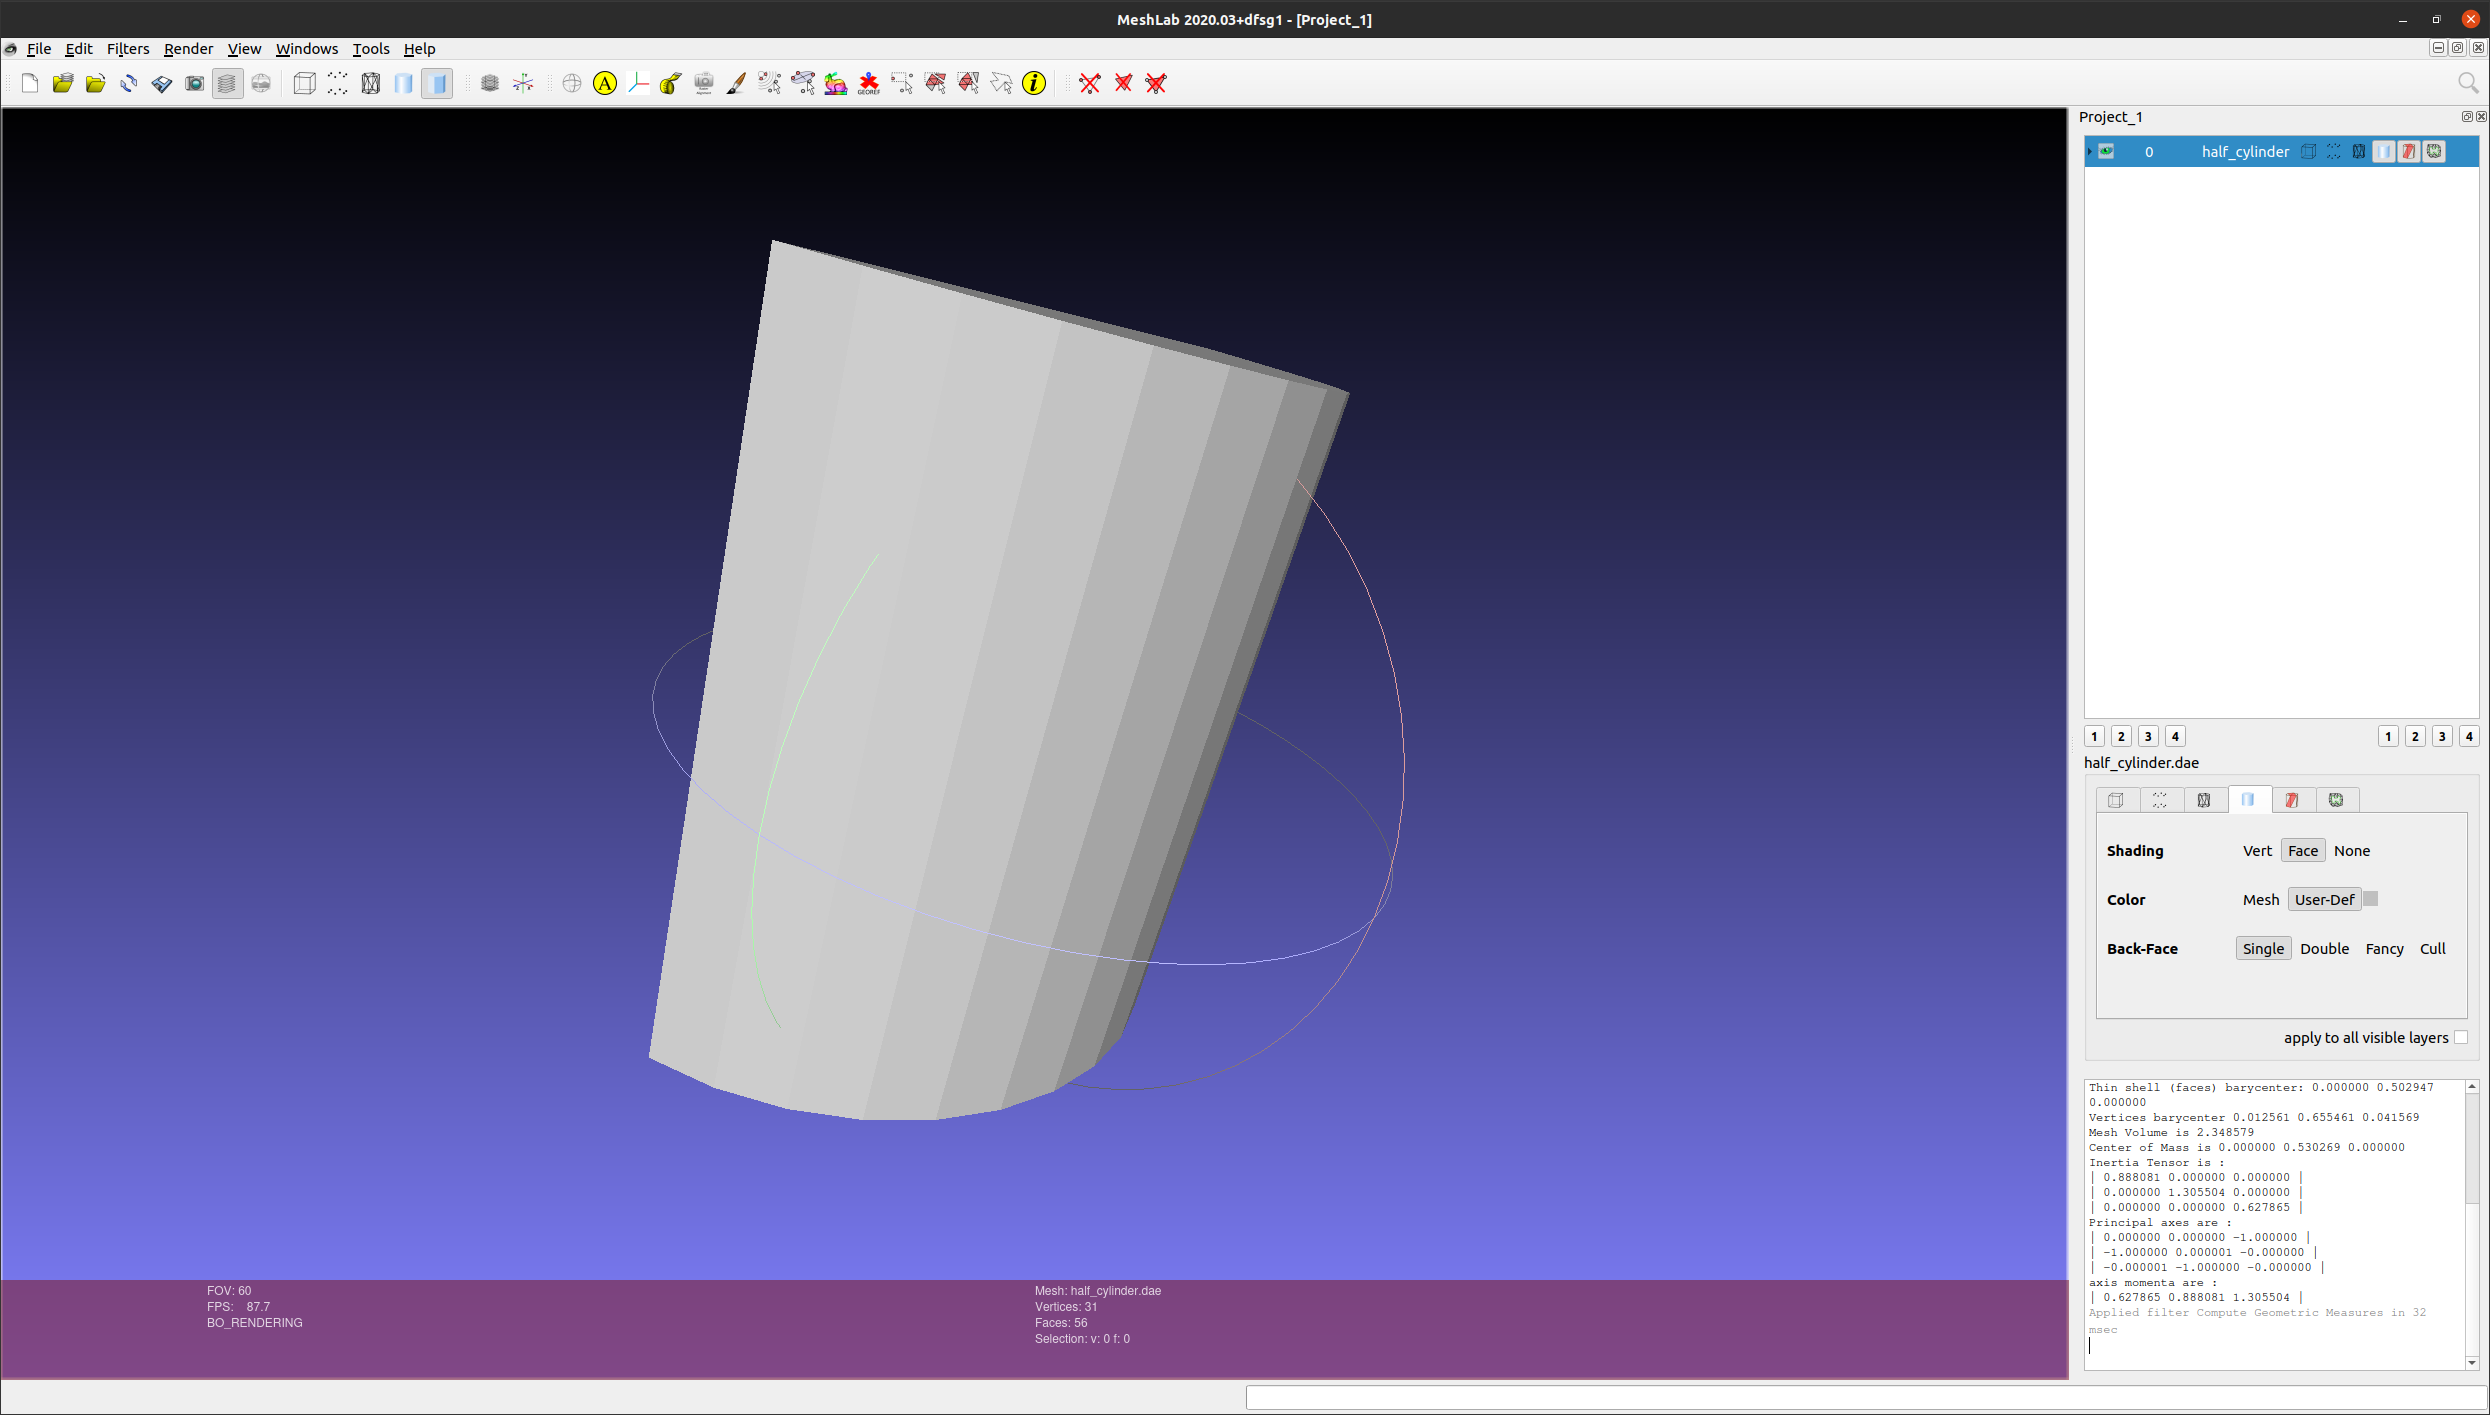 MeshLab 2020.03+dfsg1 - [Project_1]
File Edit Filters Render View Windows Tools Help
A
GEOREF
i
Project_1
0 half_cylinder
1 2 3 4 1 2 3 4
half_cylinder.dae
Shading Vert Face None
Color Mesh User-Def
Back-Face Single Double Fancy Cull
apply to all visible layers
Thin shell (faces) barycenter: 0.000000 0.502947
0.000000
Vertices barycenter 0.012561 0.655461 0.041569
Mesh Volume is 2.348579
Center of Mass is 0.000000 0.530269 0.000000
Inertia Tensor is :
| 0.888081 0.000000 0.000000 |
| 0.000000 1.305504 0.000000 |
| 0.000000 0.000000 0.627865 |
Principal axes are :
| 0.000000 0.000000 -1.000000 |
| -1.000000 0.000001 -0.000000 |
| -0.000001 -1.000000 -0.000000 |
axis momenta are :
| 0.627865 0.888081 1.305504 |
Applied filter Compute Geometric Measures in 32
msec
FOV: 60
FPS: 87.7
BO_RENDERING
Mesh: half_cylinder.dae
Vertices: 31
Faces: 56
Selection: v: 0 f: 0